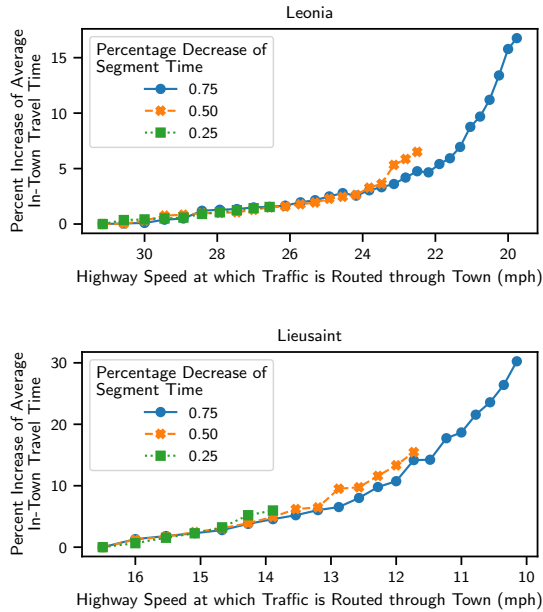 Leonia
Percent Increase of Average
In-Town Travel Time
15
10
5
0
Percentage Decrease of
Segment Time
0.75
0.50
0.25
30
28
26
24
22
20
Highway Speed at which Traffic is Routed through Town (mph)
Lieusaint
Percent Increase of Average
In-Town Travel Time
30
20
10
0
Percentage Decrease of
Segment Time
0.75
0.50
0.25
16
15
14
13
12
11
10
Highway Speed at which Traffic is Routed through Town (mph)